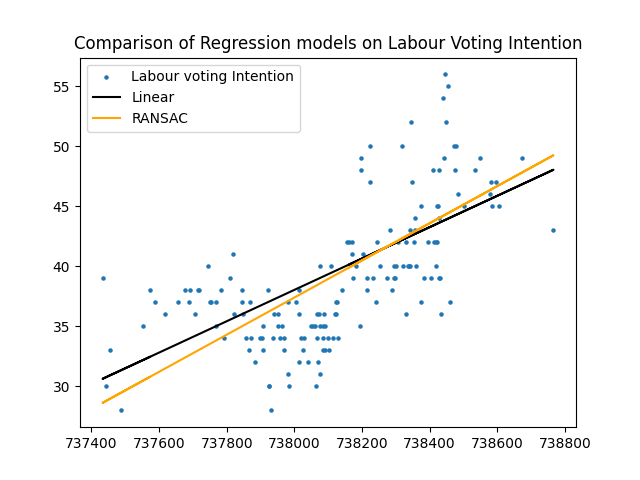 Comparison of Regression models on Labour Voting Intention
Labour voting Intention
Linear
RANSAC
55
50
45
40
35
30
737400 737600 737800 738000 738200 738400 738600 738800